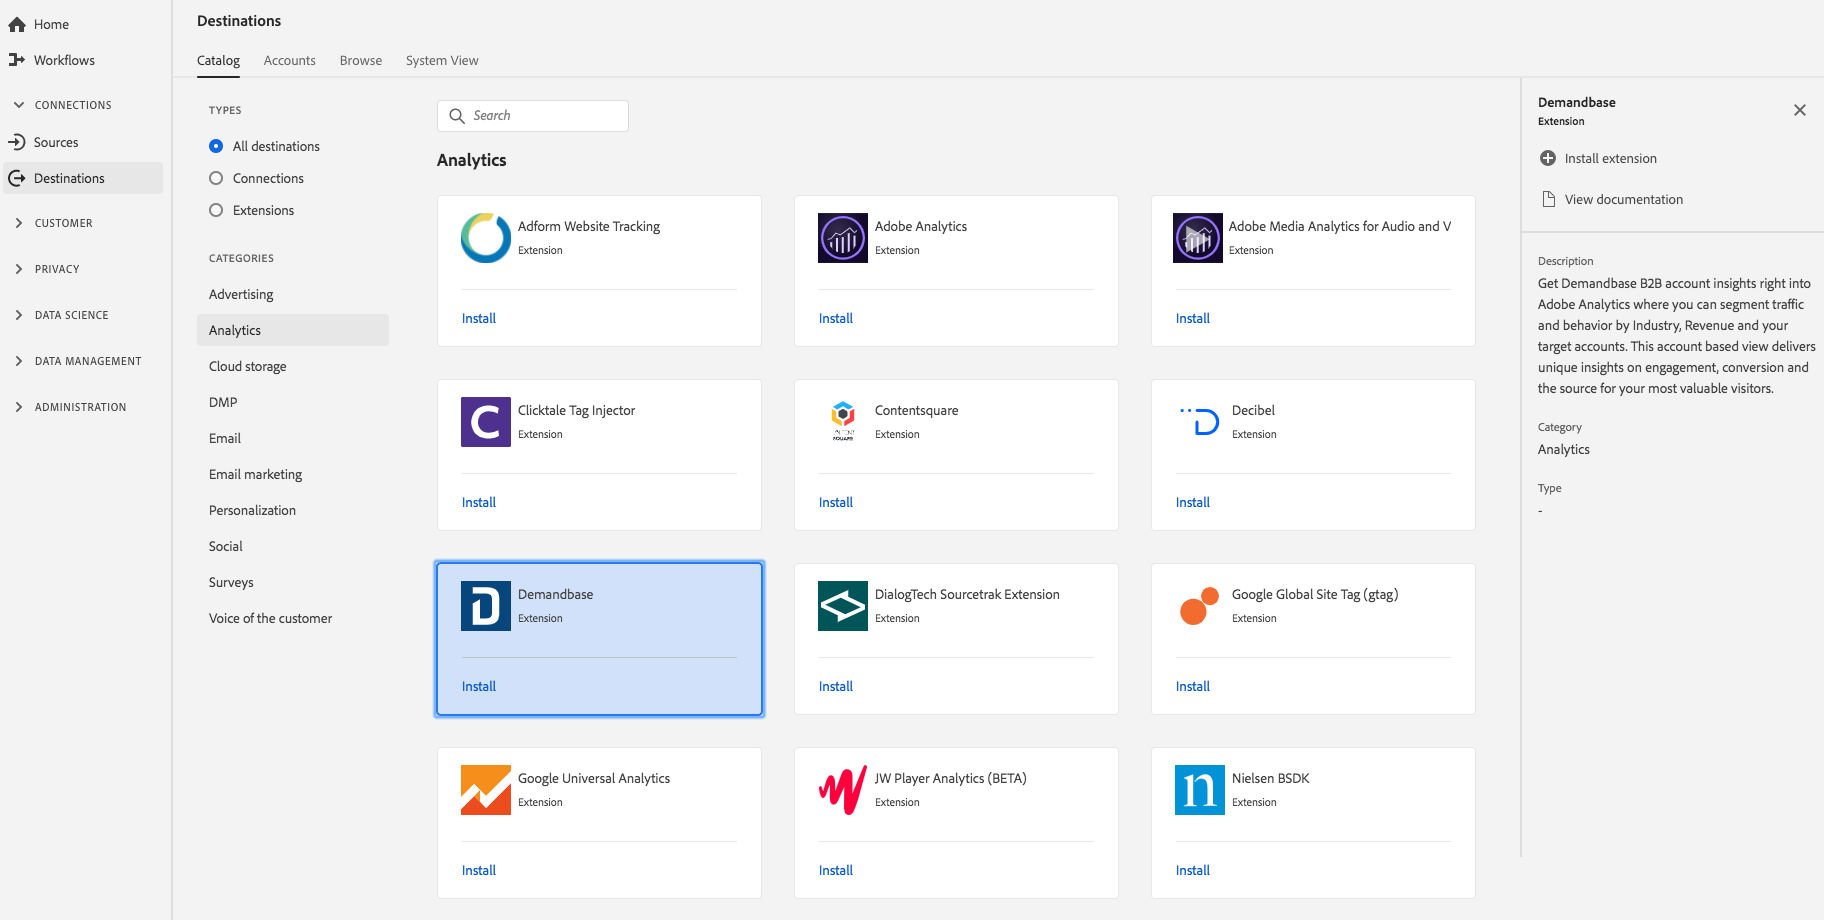 Home
Workflows
CONNECTIONS
Sources
Destinations
CUSTOMER
PRIVACY
DATA SCIENCE
DATA MANAGEMENT
ADMINISTRATION
Destinations
Catalog
Accounts
Browse
System View
TYPES
All destinations
Connections
Extensions
CATEGORIES
Advertising
Analytics
Cloud storage
DMP
Email
Email marketing
Personalization
Social
Surveys
Voice of the customer
Search
Analytics
Adform Website Tracking
Extension
Install
Adobe Analytics
Extension
Install
Adobe Media Analytics for Audio and V
Extension
Install
C
Clicktale Tag Injector
Extension
Install
Contentsquare
Extension
Install
Decibel
Extension
Install
Demandbase
Extension
Install
DialogTech Sourcetrak Extension
Extension
Install
Google Global Site Tag (gtag)
Extension
Install
Google Universal Analytics
Extension
Install
JW Player Analytics (BETA)
Extension
Install
n
Nielsen BSDK
Extension
Install
Demandbase
Extension
Install extension
View documentation
Description
Get Demandbase B2B account insights right into
Adobe Analytics where you can segment traffic
and behavior by Industry, Revenue and your
target accounts. This account based view delivers
unique insights on engagement, conversion and
the source for your most valuable visitors.
Category
Analytics
Type
-